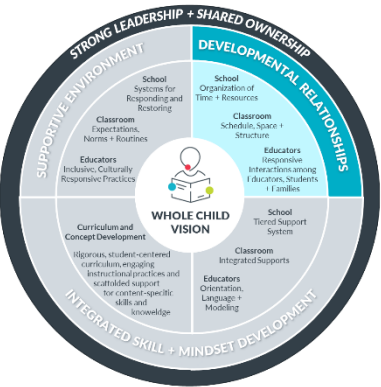 STRONG LEADERSHIP + SHARED OWNERSHIP
SUPPORTIVE ENVIRONMENT
School
Systems for
Responding and
Restoring
Classroom
Expectations,
Norms + Routines
Educators
Inclusive, Culturally
Responsive Practices
DEVELOPMENTAL RELATIONSHIPS
School
Organization of
Time + Resources
Classroom
Schedule, Space +
Structure
Educators
Responsive
Interactions among
Educators, Students
+ Families
WHOLE CHILD
VISION
Curriculum and
Concept Development
Rigorous, student-centered
curriculum, engaging
instructional practices and
scaffolded support
for content-specific
skills and
knoweldge
School
Tiered Support
System
Classroom
Integrated Supports
Educators
Orientation,
Language +
Modeling
INTEGRATED SKILL + MINDSET DEVELOPMENT